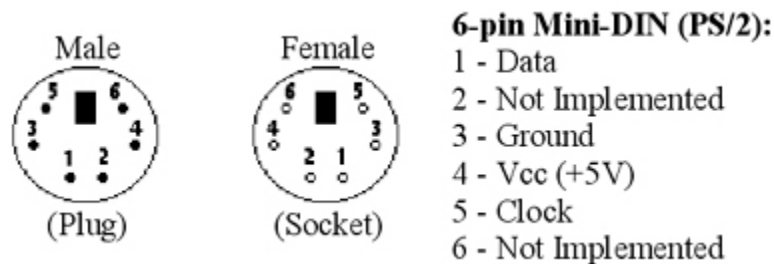 Male
5 6
3 4
1 2
(Plug)
Female
6 5
4 3
2 1
(Socket)
6-pin Mini-DIN (PS/2):
1 - Data
2 - Not Implemented
3 - Ground
4 - Vcc (+5V)
5 - Clock
6 - Not Implemented